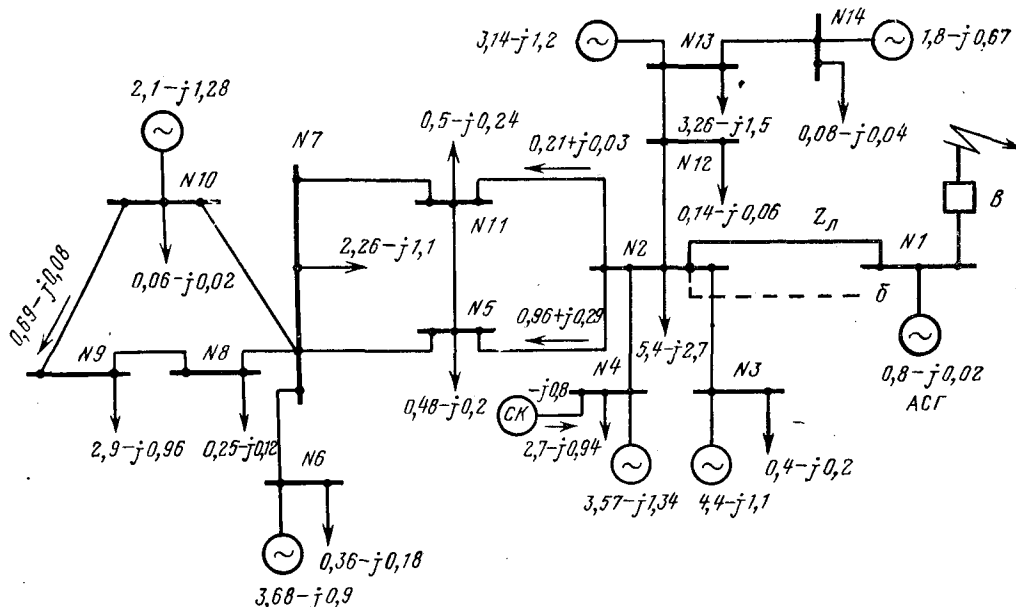 3,14-j1,2
N13
N14
1,8-j0,67
2,1-j1,28
N7
0,5-j0,24
0,21+j0,03
3,26-j1,5
0,08-j0,04
N10
N12
N11
2,26-j1,1
0,14-j0,06
В
Zл
N2
N1
0,06-j0,02
0,69-j0,08
N5
0,96+j0,29
б
N9
N8
N4
5,4-j2,7
N3
0,8-j0,02
АСГ
-j0,8
СК
0,48-j0,2
2,7-j0,94
2,9-j0,96
0,25-j0,12
N6
0,4-j0,2
3,57-j1,34
4,4-j1,1
0,36-j0,18
3,68-j0,9